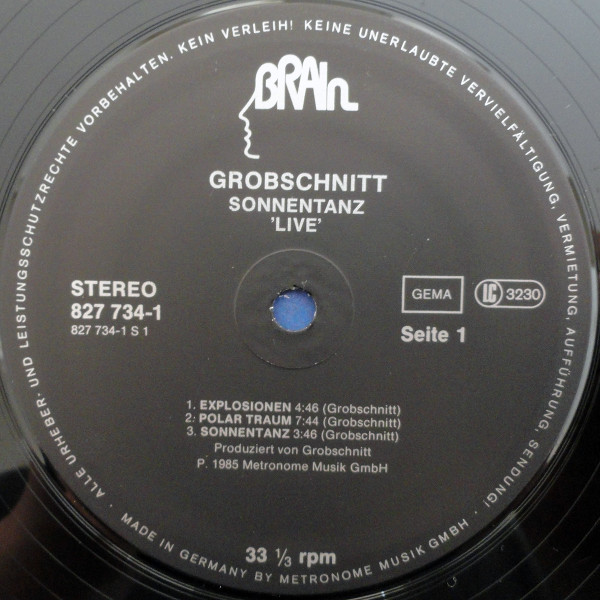 ALLE URHEBER- UND LEISTUNGSSCHUTZRECHTE VORBEHALTEN. KEIN VERLEIH! KEINE UNERLAUBTE VERVIELFÄLTIGUNG, VERMIETUNG, AUFFÜHRUNG, SENDUNG!
BRAIn
GROBSCHNITT
SONNENTANZ
'LIVE'
STEREO
827 734-1
827 734-1 S 1
GEMA
LC 3230
Seite 1
1. EXPLOSIONEN 4:46 (Grobschnitt)
2. POLAR TRAUM 7:44 (Grobschnitt)
3. SONNENTANZ 3:46 (Grobschnitt)
Produziert von Grobschnitt
P. 1985 Metronome Musik GmbH
33 ⅓ rpm
· MADE IN GERMANY BY METRONOME MUSIK GMBH ·